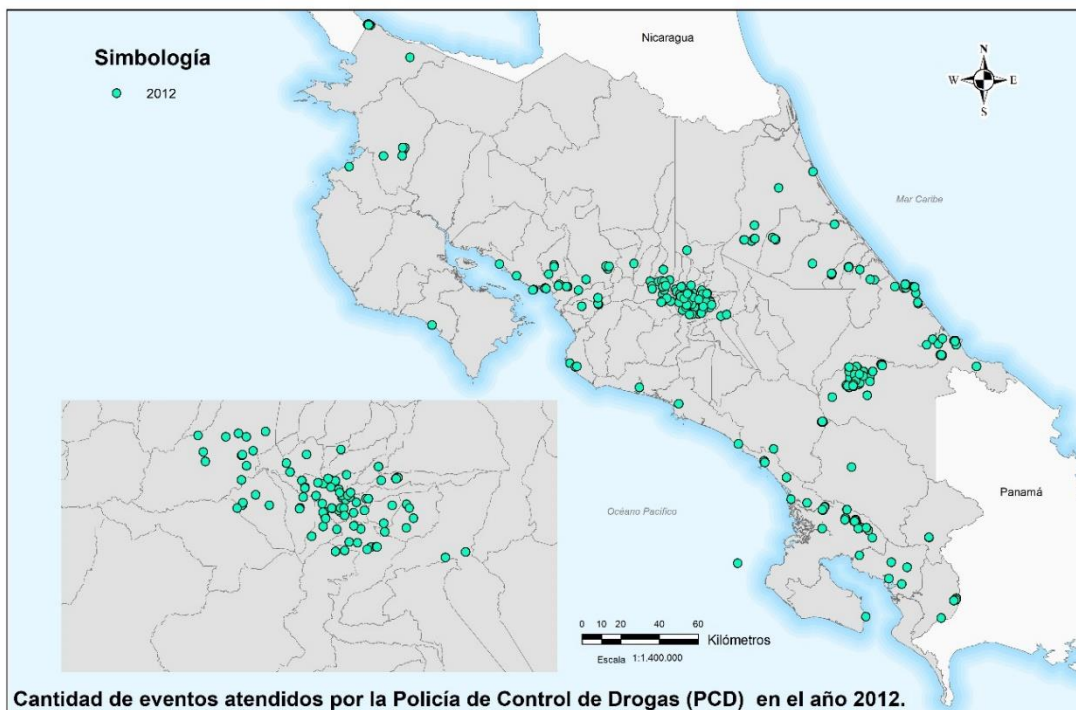 Nicaragua
Simbología
2012
N
W E
S
Mar Caribe
Panamá
Océano Pacífico
0 10 20 40 60
Kilómetros
Escala 1:1.400.000
Cantidad de eventos atendidos por la Policía de Control de Drogas (PCD) en el año 2012.